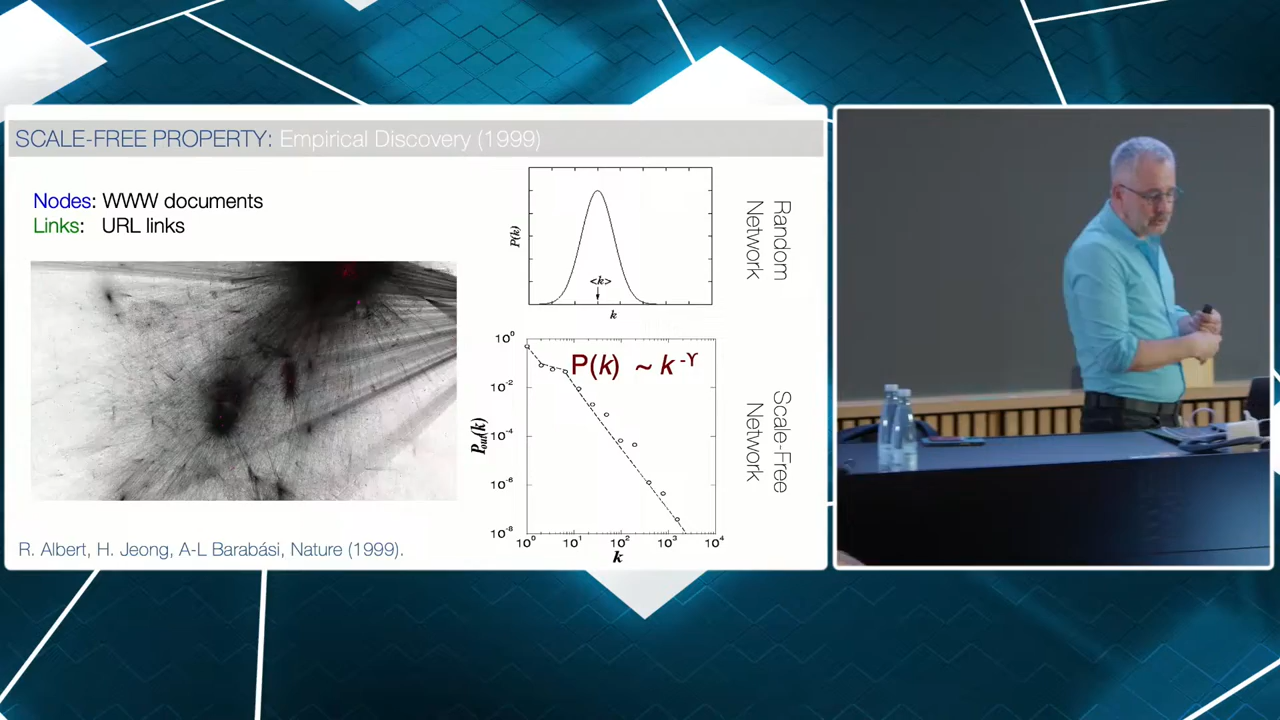 SCALE-FREE PROPERTY: Empirical Discovery (1999)
Nodes: WWW documents
Links: URL links
R. Albert, H. Jeong, A-L Barabási, Nature (1999).
P(k)
<k>
k
Random
Network
10⁰
10⁻²
10⁻⁴
10⁻⁶
10⁻⁸
P(k) ~ k⁻ᵞ
Pout(k)
10⁰ 10¹ 10² 10³ 10⁴
k
Scale-Free
Network